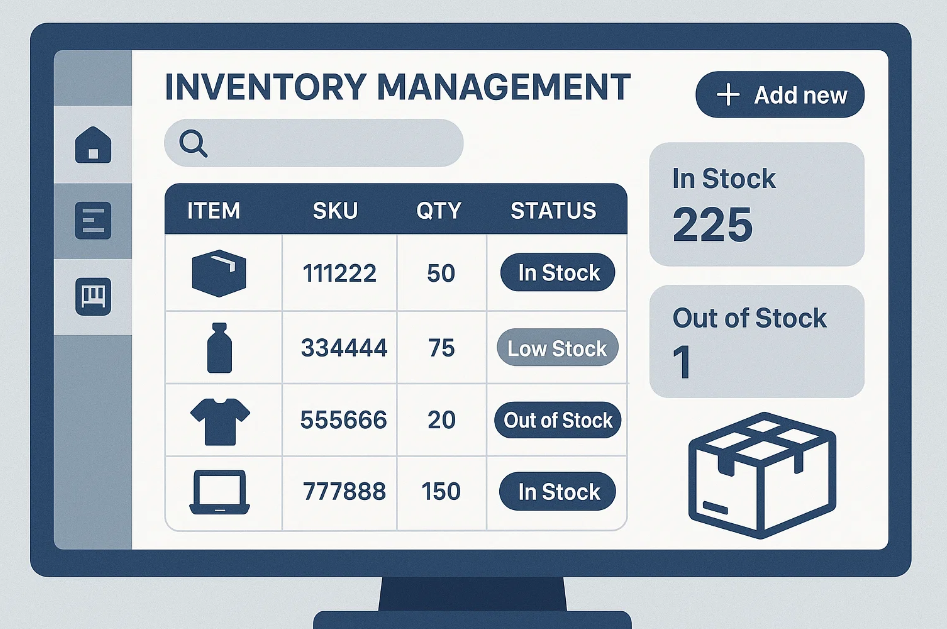 INVENTORY MANAGEMENT
+ Add new
ITEM SKU QTY STATUS
111222 50 In Stock
334444 75 Low Stock
555666 20 Out of Stock
777888 150 In Stock
In Stock
225
Out of Stock
1